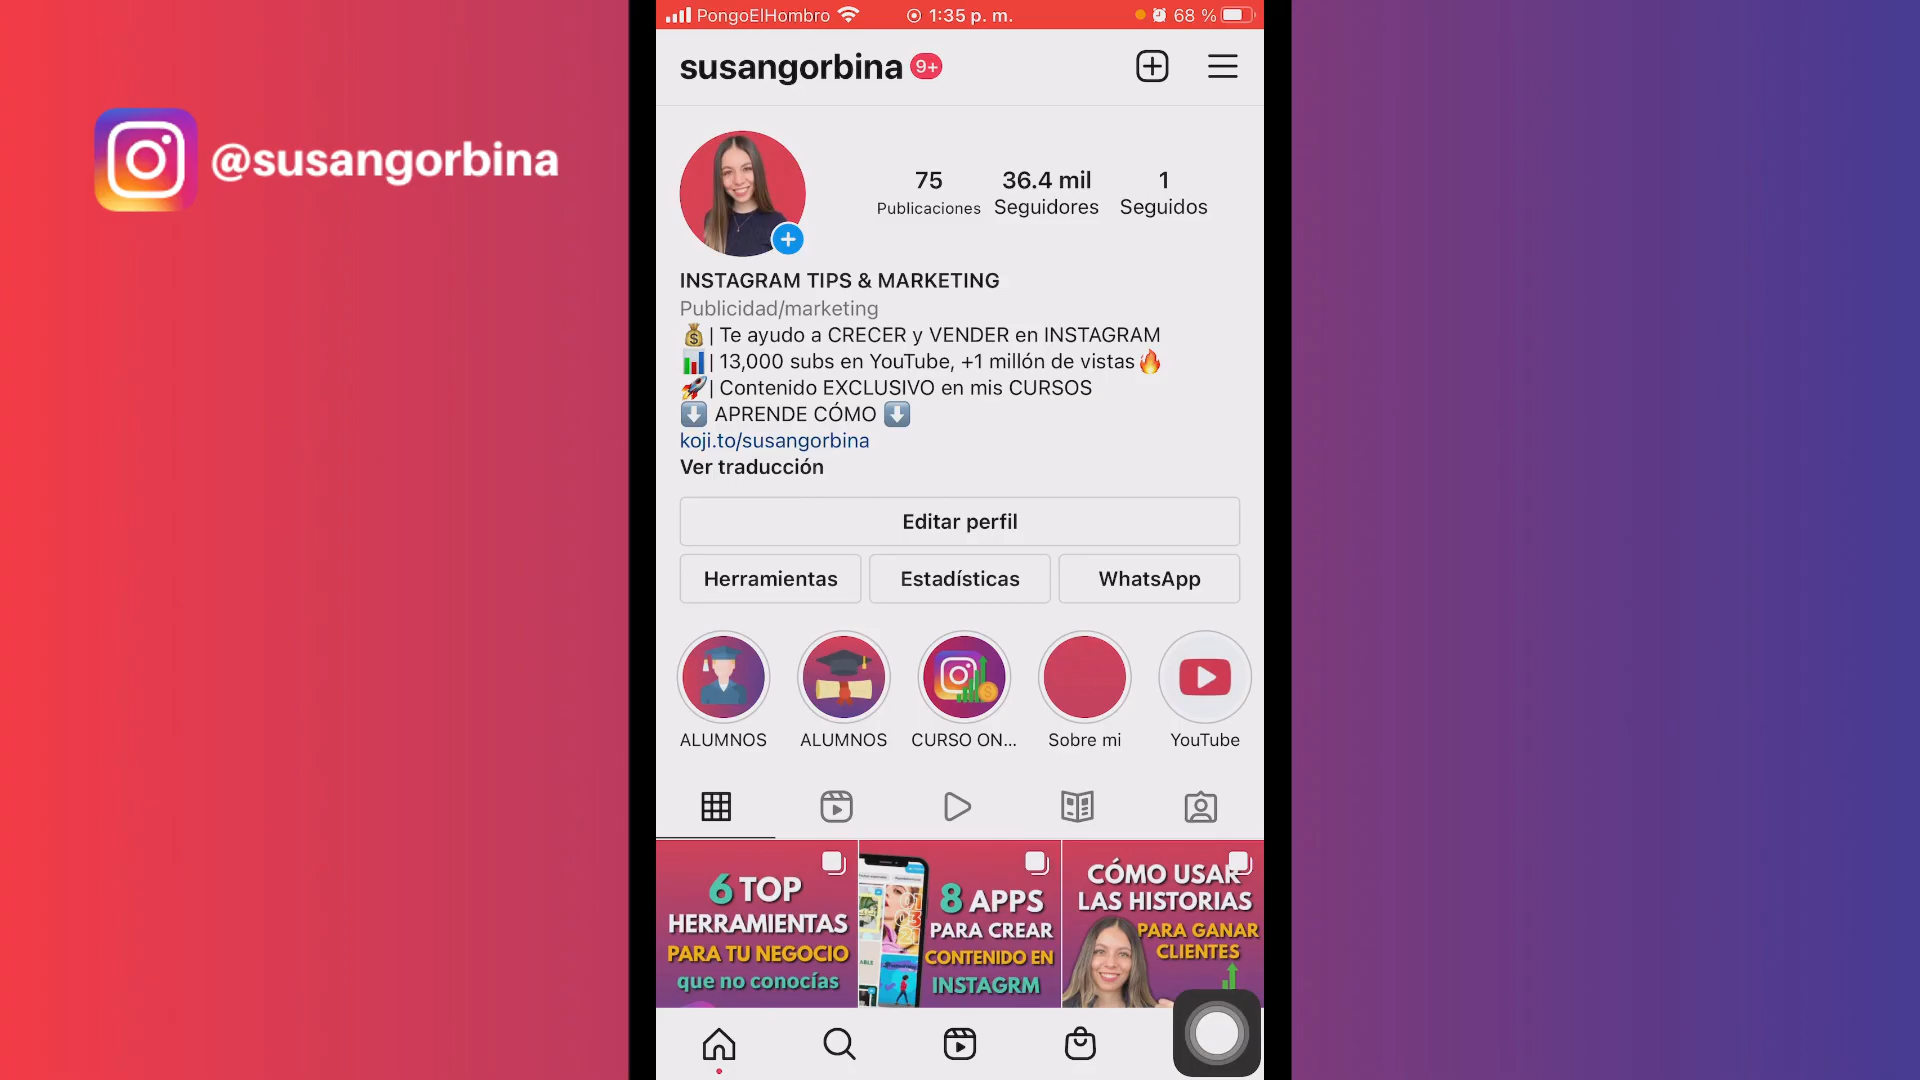 @susangorbina
PongoElHombro
1:35 p. m.
68 %
susangorbina
9+
75
Publicaciones
36.4 mil
Seguidores
1
Seguidos
INSTAGRAM TIPS & MARKETING
Publicidad/marketing
💰| Te ayudo a CRECER y VENDER en INSTAGRAM
📊| 13,000 subs en YouTube, +1 millón de vistas🔥
🚀| Contenido EXCLUSIVO en mis CURSOS
⬇️ APRENDE CÓMO ⬇️
koji.to/susangorbina
Ver traducción
Editar perfil
Herramientas
Estadísticas
WhatsApp
ALUMNOS
ALUMNOS
CURSO ON...
Sobre mi
YouTube
6 TOP
HERRAMIENTAS
PARA TU NEGOCIO
que no conocías
8 APPS
PARA CREAR
CONTENIDO EN
INSTAGRM
CÓMO USAR
LAS HISTORIAS
PARA GANAR
CLIENTES